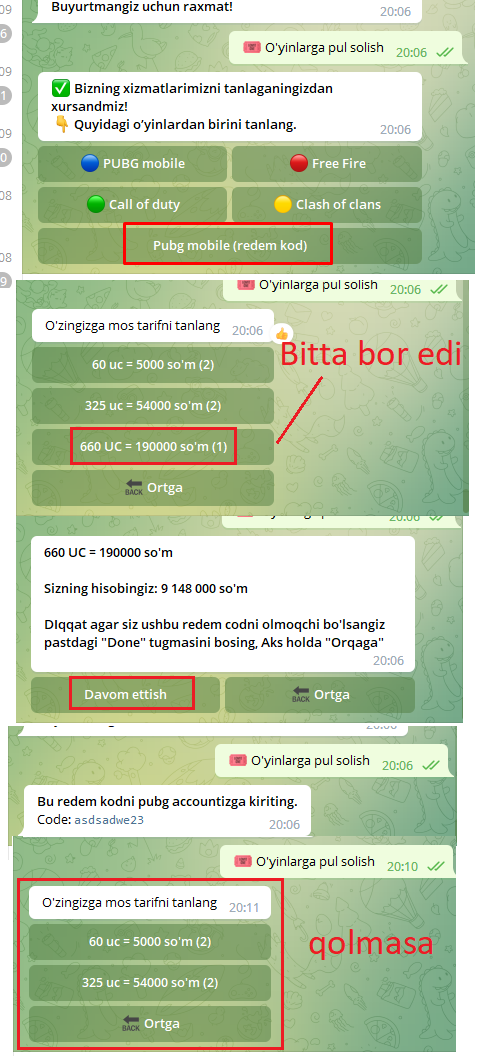 Buyurtmangiz uchun raxmat!
20:06
O'yinlarga pul solish 20:06
Bizning xizmatlarimizni tanlaganingizdan
xursandmiz!
Quyidagi o'yinlardan birini tanlang.
20:06
PUBG mobile
Free Fire
Call of duty
Clash of clans
Pubg mobile (redem kod)
O'yinlarga pul solish 20:06
O'zingizga mos tarifni tanlang 20:06
Bitta bor edi
60 uc = 5000 so'm (2)
325 uc = 54000 so'm (2)
660 UC = 190000 so'm (1)
BACK Ortga
20:06
660 UC = 190000 so'm
Sizning hisobingiz: 9 148 000 so'm
DIqqat agar siz ushbu redem codni olmoqchi bo'lsangiz
pastdagi "Done" tugmasini bosing, Aks holda "Orqaga"
20:06
Davom ettish
BACK Ortga
20:06
O'yinlarga pul solish 20:06
Bu redem kodni pubg accountizga kiriting.
Code: asdsadwe23
20:06
O'yinlarga pul solish 20:10
O'zingizga mos tarifni tanlang 20:11
60 uc = 5000 so'm (2)
qolmasa
325 uc = 54000 so'm (2)
BACK Ortga